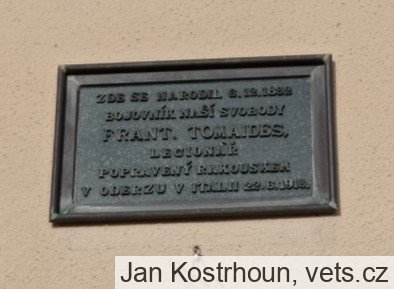 ZDE SE NARODIL 6.12.1892
BOJOVNÍK NAŠÍ SVOBODY
FRANT. TOMAIDES,
LEGIONÁŘ
POPRAVENÝ RAKOUSKEM
V ODERZU V ITALII 22.6.1918.
Jan Kostrhoun, vets.cz